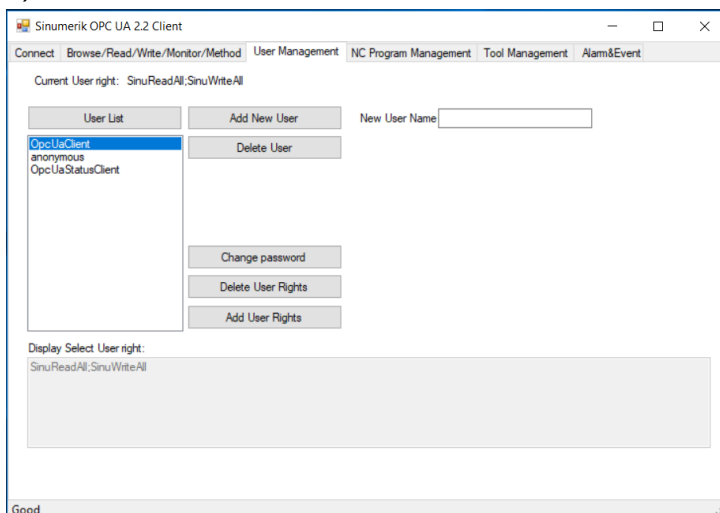 Sinumerik OPC UA 2.2 Client
Connect Browse/Read/Write/Monitor/Method User Management NC Program Management Tool Management Alarm&Event
Current User right: SinuReadAll;SinuWriteAll
User List Add New User New User Name
OpcUaClient Delete User
anonymous
OpcUaStatusClient
Change password
Delete User Rights
Add User Rights
Display Select User right:
SinuReadAll;SinuWriteAll
Good